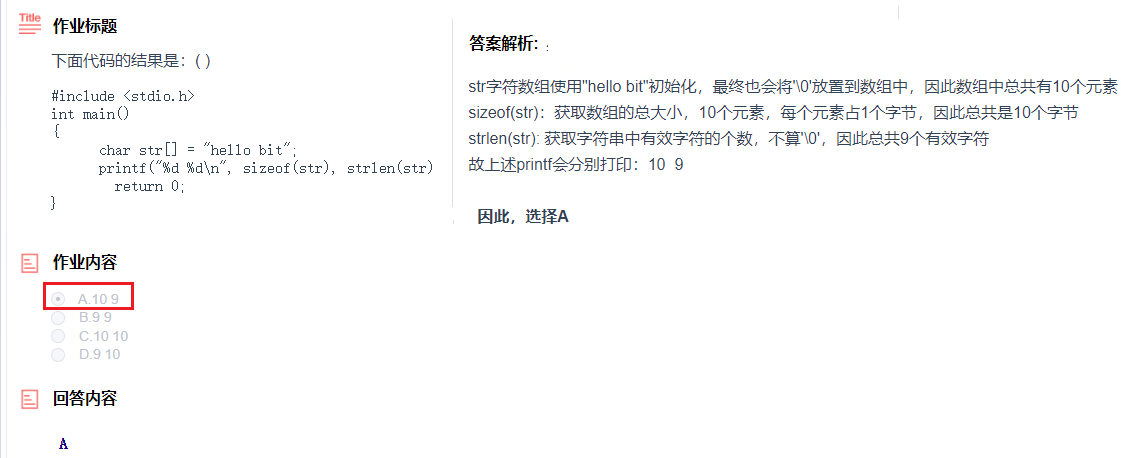 Title
作业标题
下面代码的结果是：( )
#include <stdio.h>
int main()
{
char str[] = "hello bit";
printf("%d %d\n", sizeof(str), strlen(str)
return 0;
}
作业内容
A.10 9
B.9 9
C.10 10
D.9 10
回答内容
A
答案解析：;
str字符数组使用"hello bit"初始化，最终也会将'\0'放置到数组中，因此数组中总共有10个元素
sizeof(str)：获取数组的总大小，10个元素，每个元素占1个字节，因此总共是10个字节
strlen(str): 获取字符串中有效字符的个数，不算'\0'，因此总共9个有效字符
故上述printf会分别打印：10 9
因此，选择A